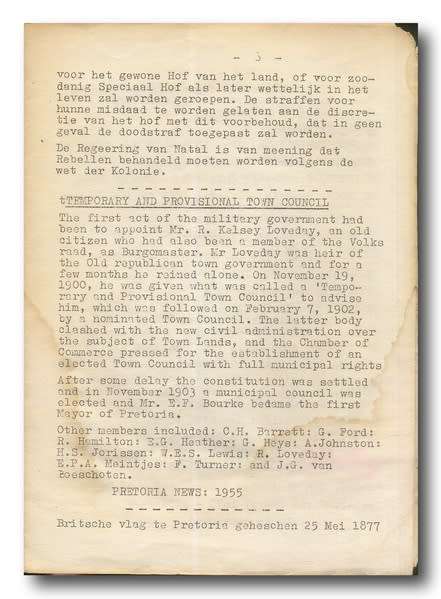 - 3 -
voor het gewone Hof van het land, of voor zoo-
danig Speciaal Hof als later wettelijk in het
leven zal worden geroepen. De straffen voor
hunne misdaad te worden gelaten aan de discre-
tie van het hof met dit voorbehoud, dat in geen
geval de doodstraf toegepast zal worden.
De Regeering van Natal is van meening dat
Rebellen behandeld moeten worden volgens de
wet der Kolonie.
- - - - - - - - - - - - - - - -
tTEMPORARY AND PROVISIONAL TOWN COUNCIL
The first act of the military government had
been to appoint Mr. R. Kelsey Loveday, an old
citizen who had also been a member of the Volks
raad, as Burgomaster. Mr Loveday was heir of
the Old republican town government and for a
few months he reined alone. On November 19,
1900, he was given what was called a 'Tempo-
rary and Provisional Town Council' to advise
him, which was followed on February 7, 1902,
by a nominated Town Council. The latter body
clashed with the new civil administration over
the subject of Town Lands, and the Chamber of
Commerce pressed for the establishment of an
elected Town Council with full municipal rights
After some delay the constitution was settled
and in November 1903 a municipal council was
elected and Mr. E.F. Bourke bedame the first
Mayor of Pretoria.
Other members included: C.H. Barrett: G. Ford:
R. Hamilton: E.G. Heather: G. Heys: A.Johnston:
H.S. Jorissen: W.E.S. Lewis: R. Loveday:
E.P.A. Meintjes: F. Turner: and J.G. van
Boeschoten.
PRETORIA NEWS: 1955
- - - - - - - - - - - -
Britsche vlag te Pretoria geheschen 25 Mei 1877